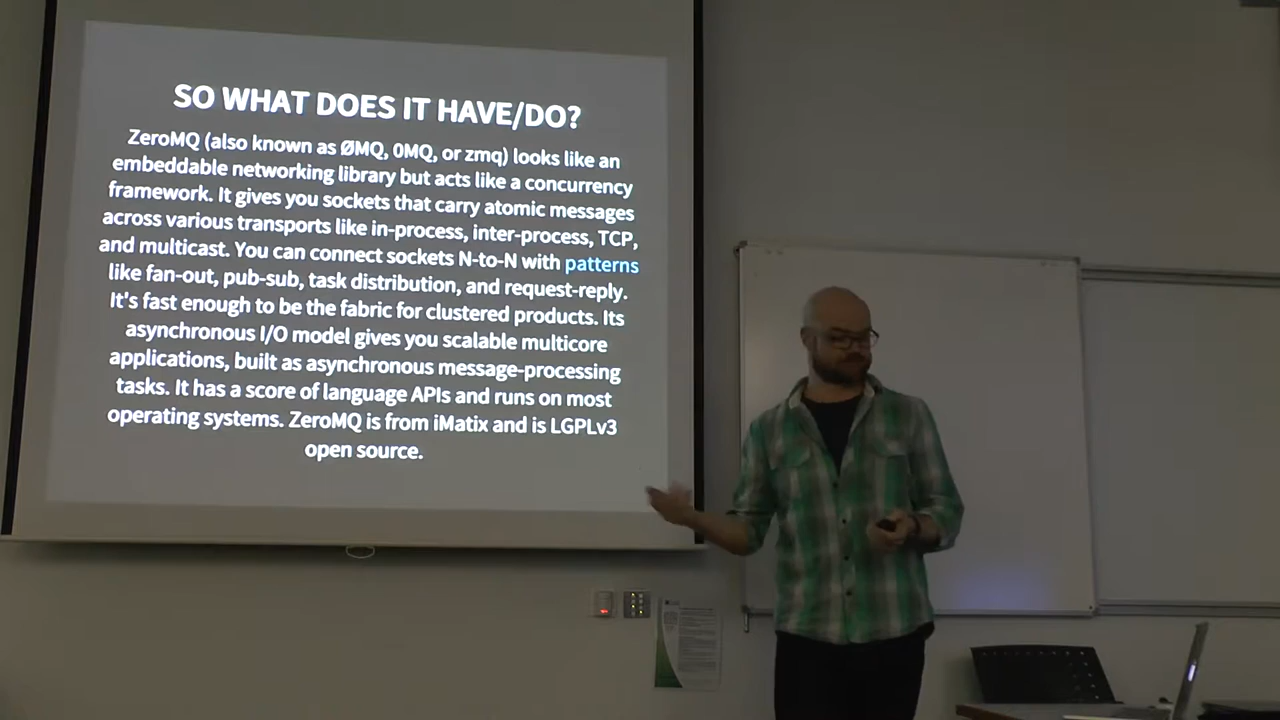 SO WHAT DOES IT HAVE/DO?
ZeroMQ (also known as ØMQ, 0MQ, or zmq) looks like an
embeddable networking library but acts like a concurrency
framework. It gives you sockets that carry atomic messages
across various transports like in-process, inter-process, TCP,
and multicast. You can connect sockets N-to-N with patterns
like fan-out, pub-sub, task distribution, and request-reply.
It's fast enough to be the fabric for clustered products. Its
asynchronous I/O model gives you scalable multicore
applications, built as asynchronous message-processing
tasks. It has a score of language APIs and runs on most
operating systems. ZeroMQ is from iMatix and is LGPLv3
open source.